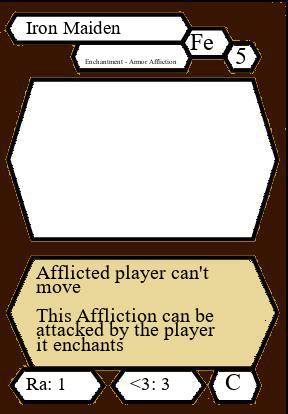 Iron Maiden
Fe
5
Enchantment - Armor Affliction
Afflicted player can't
move
This Affliction can be
attacked by the player
it enchants
Ra: 1
<3: 3
C